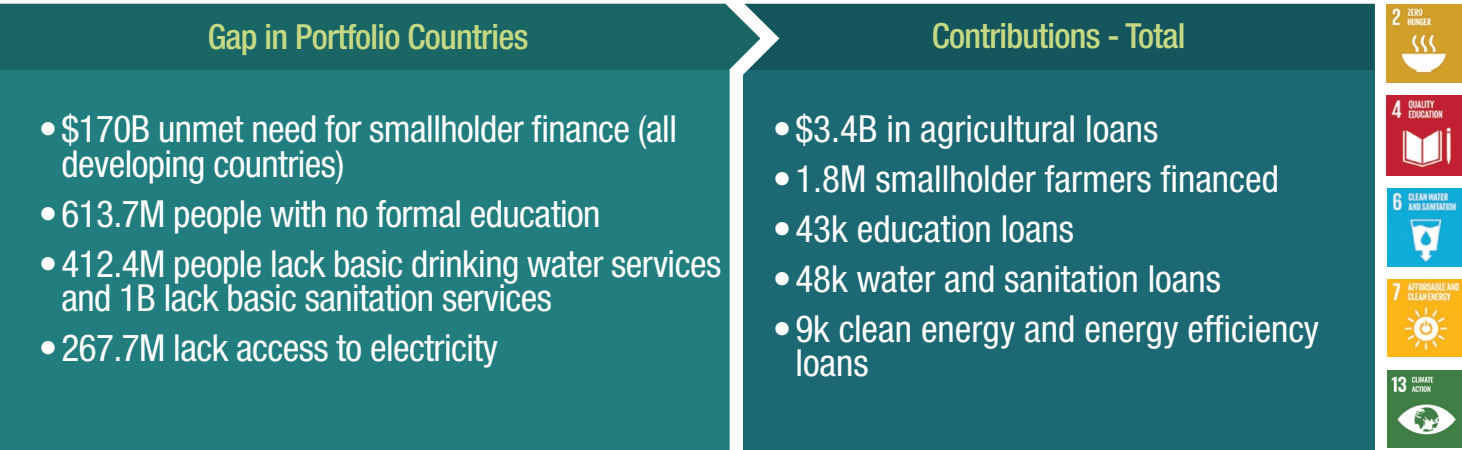 Gap in Portfolio Countries
• $170B unmet need for smallholder finance (all
developing countries)
• 613.7M people with no formal education
• 412.4M people lack basic drinking water services
and 1B lack basic sanitation services
• 267.7M lack access to electricity
Contributions - Total
• $3.4B in agricultural loans
• 1.8M smallholder farmers financed
• 43k education loans
• 48k water and sanitation loans
• 9k clean energy and energy efficiency
loans
2 ZERO
HUNGER
4 QUALITY
EDUCATION
6 CLEAN WATER
AND SANITATION
7 AFFORDABLE AND
CLEAN ENERGY
13 CLIMATE
ACTION